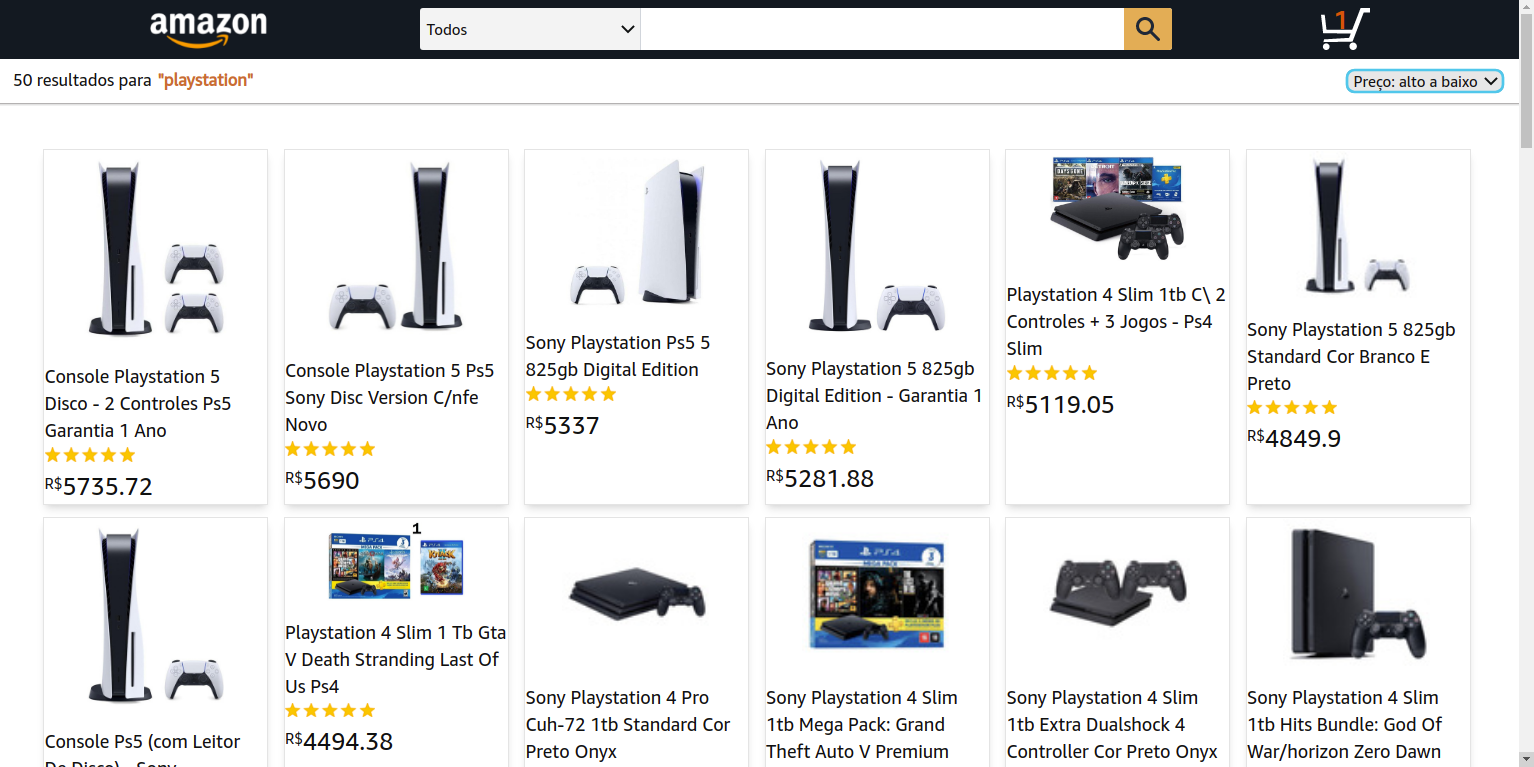 amazon
Todos
1
50 resultados para "playstation"
Preço: alto a baixo
Console Playstation 5
Disco - 2 Controles Ps5
Garantia 1 Ano
R$5735.72
Console Playstation 5 Ps5
Sony Disc Version C/nfe
Novo
R$5690
Sony Playstation Ps5 5
825gb Digital Edition
R$5337
Sony Playstation 5 825gb
Digital Edition - Garantia 1
Ano
R$5281.88
Playstation 4 Slim 1tb C\ 2
Controles + 3 Jogos - Ps4
Slim
R$5119.05
Sony Playstation 5 825gb
Standard Cor Branco E
Preto
R$4849.9
Console Ps5 (com Leitor
De Disco) - Sony
1
Playstation 4 Slim 1 Tb Gta
V Death Stranding Last Of
Us Ps4
R$4494.38
Sony Playstation 4 Pro
Cuh-72 1tb Standard Cor
Preto Onyx
PS4
MEGA PACK
3
Sony Playstation 4 Slim
1tb Mega Pack: Grand
Theft Auto V Premium
Sony Playstation 4 Slim
1tb Extra Dualshock 4
Controller Cor Preto Onyx
Sony Playstation 4 Slim
1tb Hits Bundle: God Of
War/horizon Zero Dawn